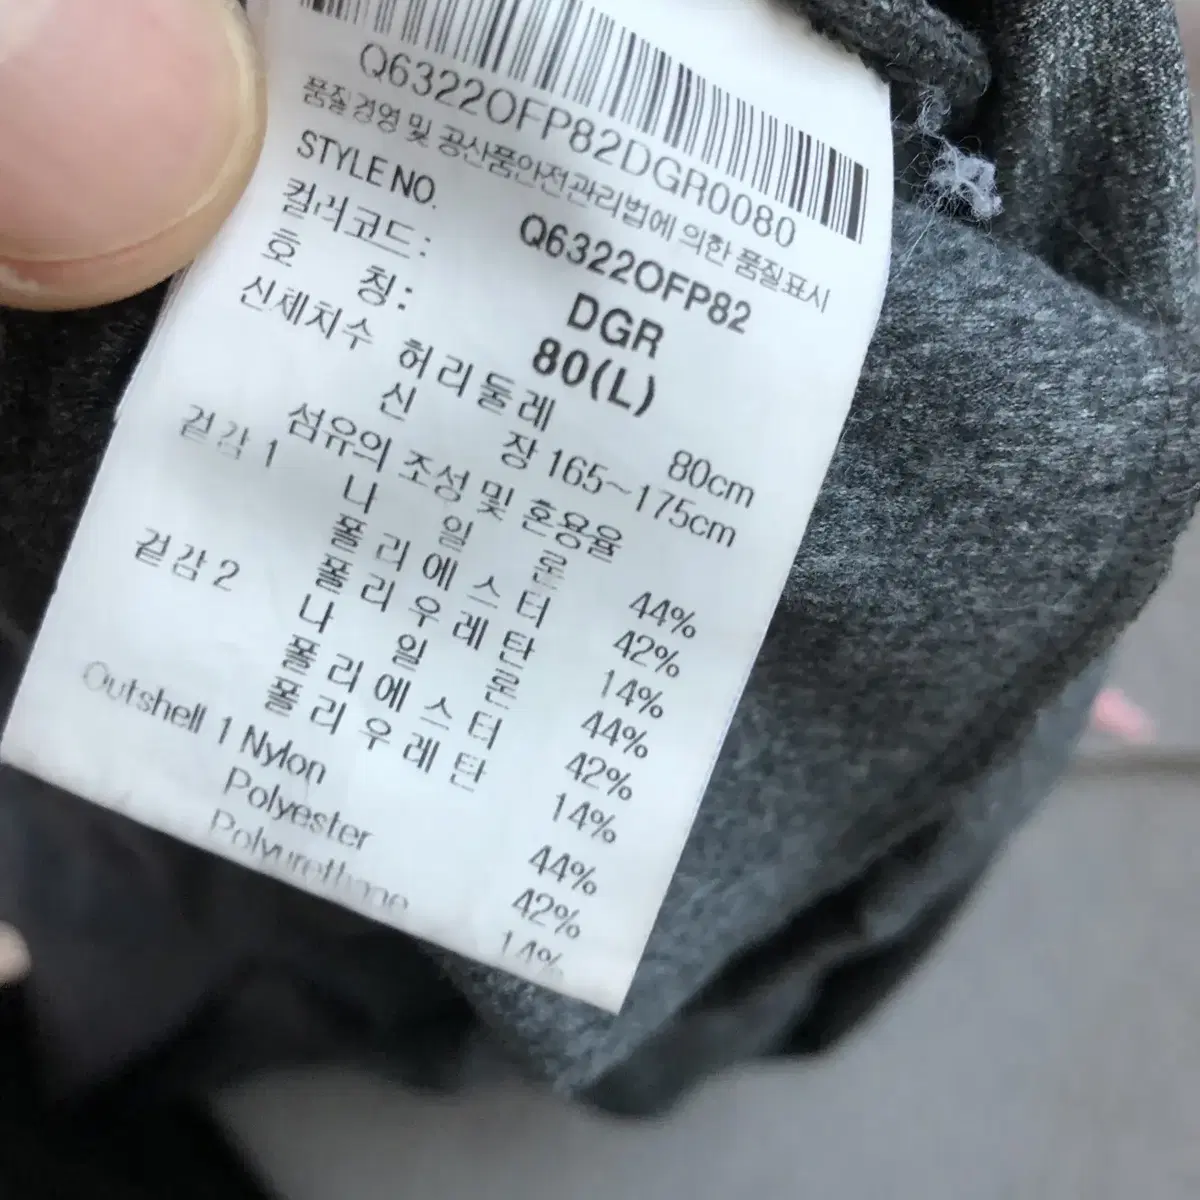 Q6322OFP82DGR0080
품질경영 및 공산품안전관리법에 의한 품질표시
STYLE NO. Q6322OFP82
컬러코드: DGR
호 칭: 80(L)
신체치수 허리둘레 80cm
신 장 165~175cm
섬유의 조성 및 혼용율
겉감 1 나 일 론 44%
폴리에스터 42%
폴리우레탄 14%
겉감 2 나 일 론 44%
폴리에스터 42%
폴리우레탄 14%
Outshell 1 Nylon 44%
Polyester 42%
Polyurethane 14%